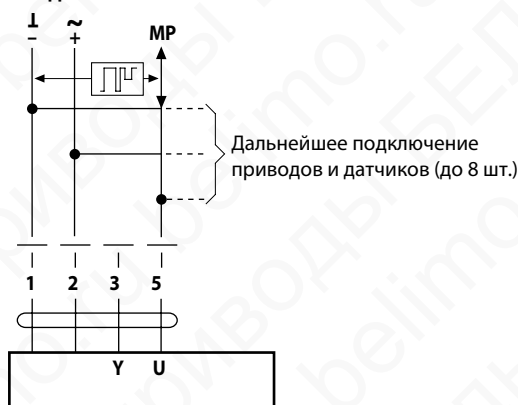 ⊥ ~
– + MP
Дальнейшее подключение
приводов и датчиков (до 8 шт.)
1 2 3 5
Y U